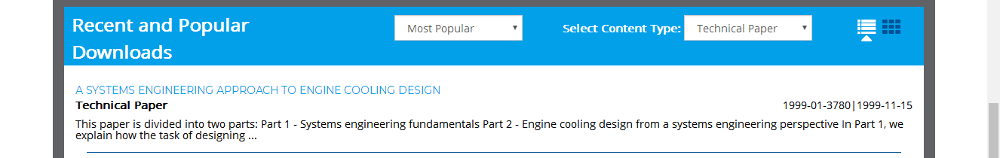 Recent and Popular
Downloads
Most Popular
Select Content Type:
Technical Paper
A SYSTEMS ENGINEERING APPROACH TO ENGINE COOLING DESIGN
Technical Paper
1999-01-3780|1999-11-15
This paper is divided into two parts: Part 1 - Systems engineering fundamentals Part 2 - Engine cooling design from a systems engineering perspective In Part 1, we
explain how the task of designing ...